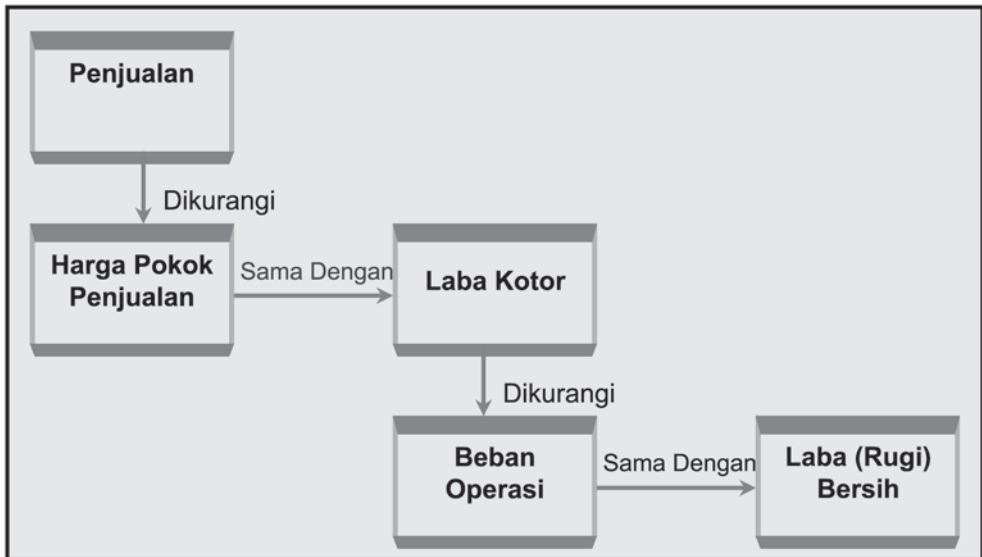 Penjualan
Dikurangi
Harga Pokok
Penjualan
Sama Dengan
Laba Kotor
Dikurangi
Beban
Operasi
Sama Dengan
Laba (Rugi)
Bersih